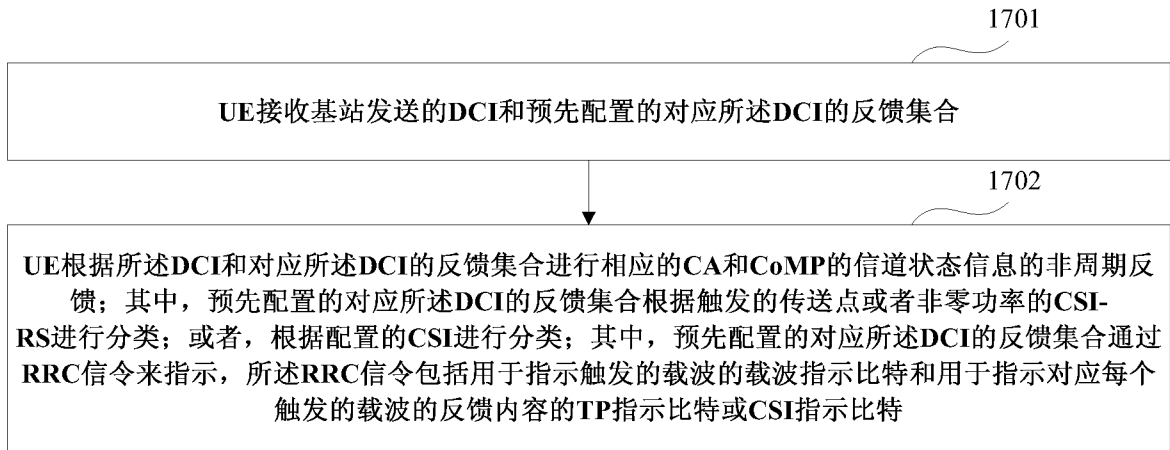 1701
UE接收基站发送的DCI和预先配置的对应所述DCI的反馈集合
1702
UE根据所述DCI和对应所述DCI的反馈集合进行相应的CA和CoMP的信道状态信息的非周期反
馈；其中，预先配置的对应所述DCI的反馈集合根据触发的传送点或者非零功率的CSI-
RS进行分类；或者，根据配置的CSI进行分类；其中，预先配置的对应所述DCI的反馈集合通过
RRC信令来指示，所述RRC信令包括用于指示触发的载波的载波指示比特和用于指示对应每个
触发的载波的反馈内容的TP指示比特或CSI指示比特